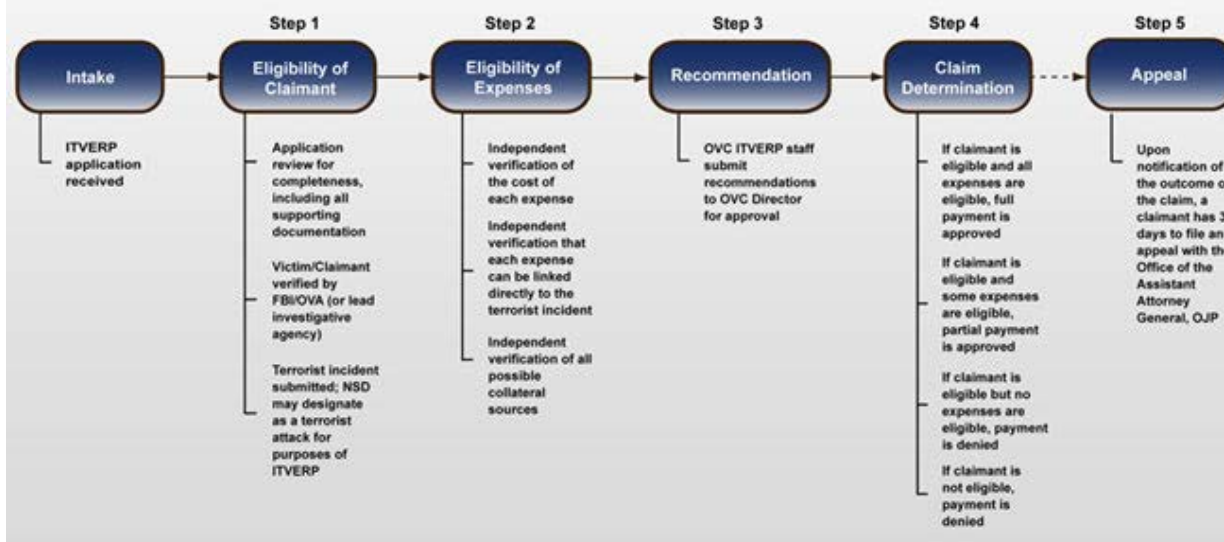 Step 1
Step 2
Step 3
Step 4
Step 5
Intake
Eligibility of
Claimant
Eligibility of
Expenses
Recommendation
Claim
Determination
Appeal
ITVERP
application
received
Application
review for
completeness,
including all
supporting
documentation
Victim/Claimant
verified by
FBI/OVA (or lead
investigative
agency)
Terrorist incident
submitted; NSD
may designate
as a terrorist
attack for
purposes of
ITVERP
Independent
verification of
the cost of
each expense
Independent
verification that
each expense
can be linked
directly to the
terrorist incident
Independent
verification of all
possible
collateral
sources
OVC ITVERP staff
submit
recommendations
to OVC Director
for approval
If claimant is
eligible and all
expenses are
eligible, full
payment is
approved
If claimant is
eligible and
some expenses
are eligible,
partial payment
is approved
If claimant is
eligible but no
expenses are
eligible, payment
is denied
If claimant is
not eligible,
payment is
denied
Upon
notification of
the outcome
the claim, a
claimant has
days to file an
appeal with
Office of the
Assistant
Attorney
General, OJP